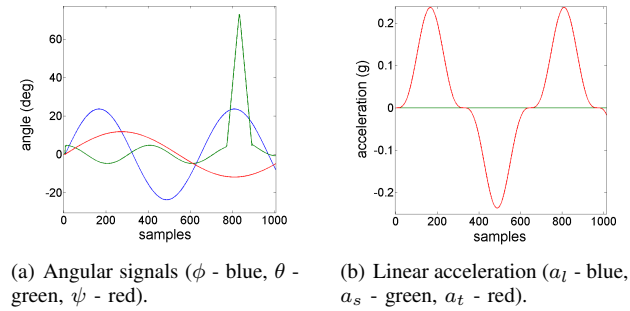 60
40
20
0
-20
angle (deg)
0 200 400 600 800 1000
samples
0.2
0.1
0
-0.1
-0.2
acceleration (g)
0 200 400 600 800 1000
samples
(a) Angular signals (ϕ - blue, θ -
green, ψ - red).
(b) Linear acceleration (a_l - blue,
a_s - green, a_t - red).